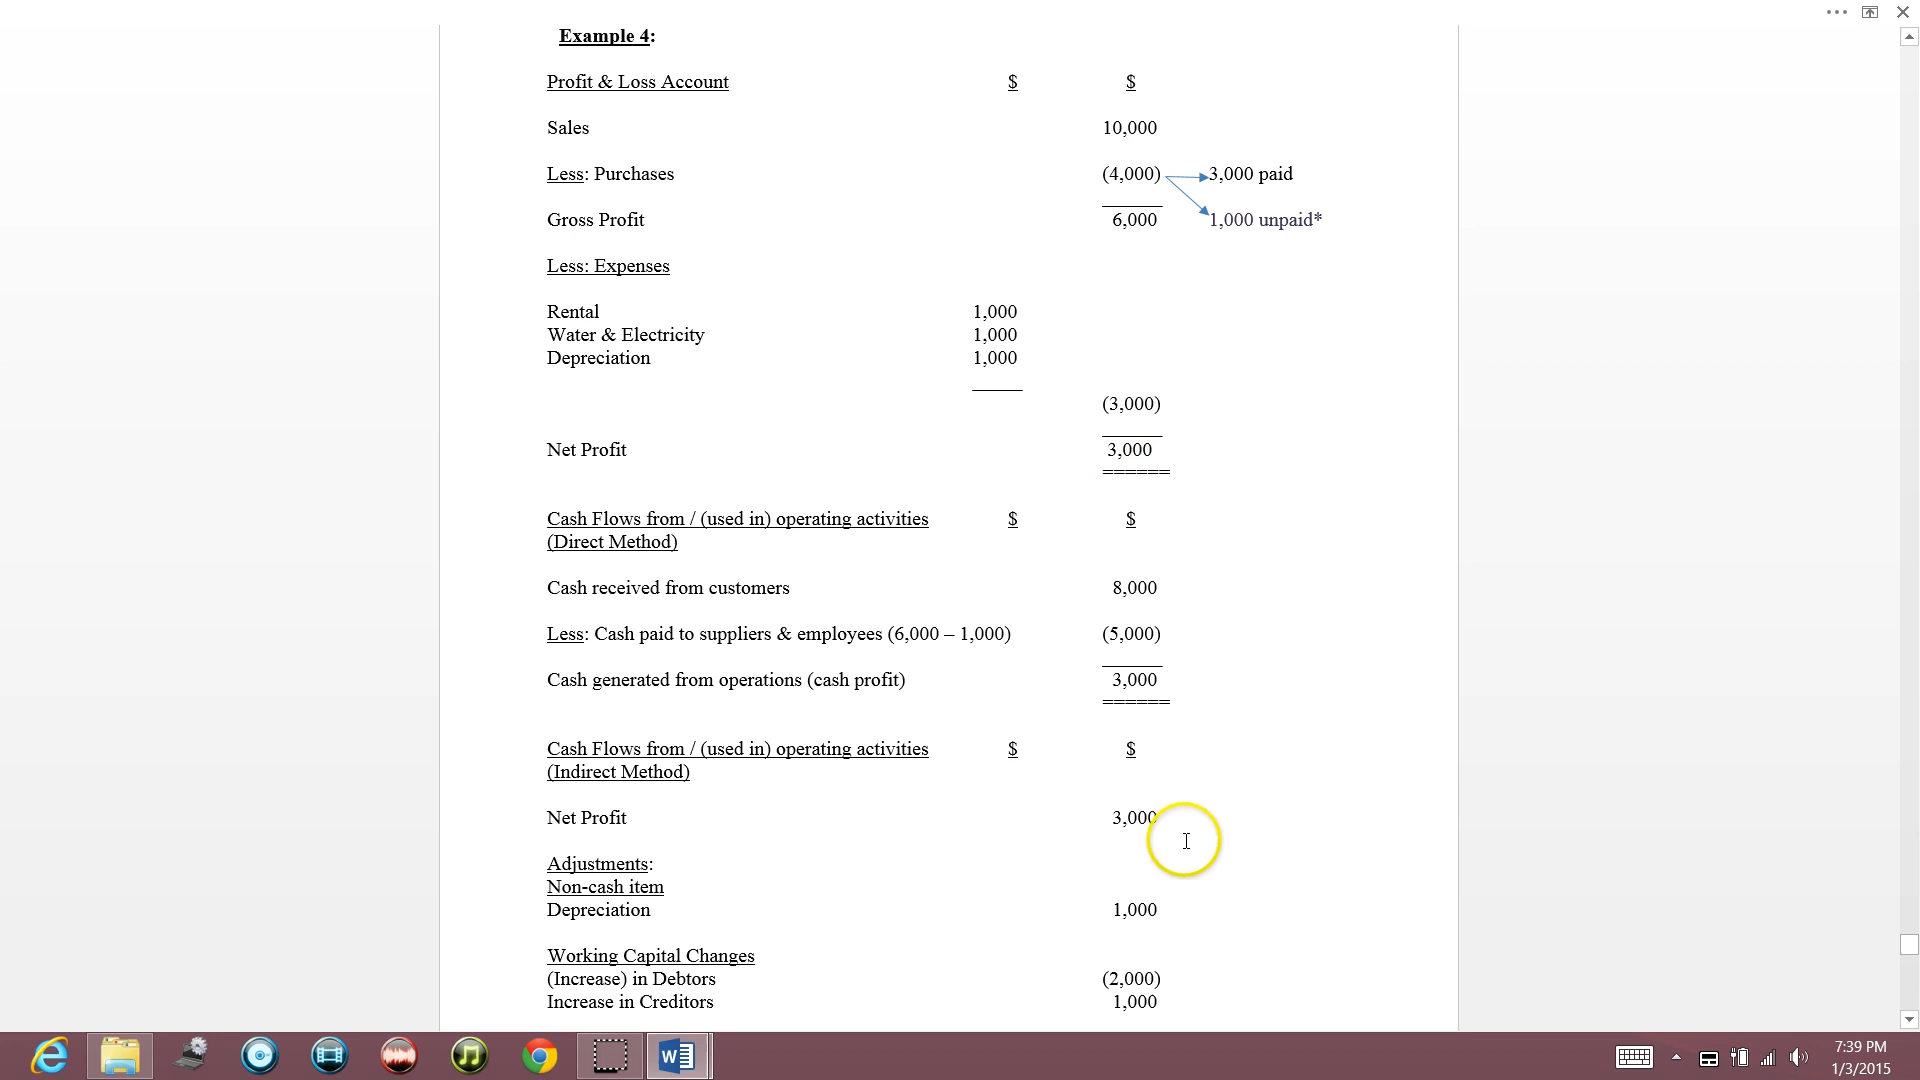 Example 4:
Profit & Loss Account $ $
Sales 10,000
Less: Purchases (4,000) 3,000 paid
Gross Profit 6,000 1,000 unpaid*
Less: Expenses
Rental 1,000
Water & Electricity 1,000
Depreciation 1,000
(3,000)
Net Profit 3,000
======
Cash Flows from / (used in) operating activities $ $
(Direct Method)
Cash received from customers 8,000
Less: Cash paid to suppliers & employees (6,000 – 1,000) (5,000)
Cash generated from operations (cash profit) 3,000
======
Cash Flows from / (used in) operating activities $ $
(Indirect Method)
Net Profit 3,000
Adjustments:
Non-cash item
Depreciation 1,000
Working Capital Changes
(Increase) in Debtors (2,000)
Increase in Creditors 1,000
7:39 PM
1/3/2015